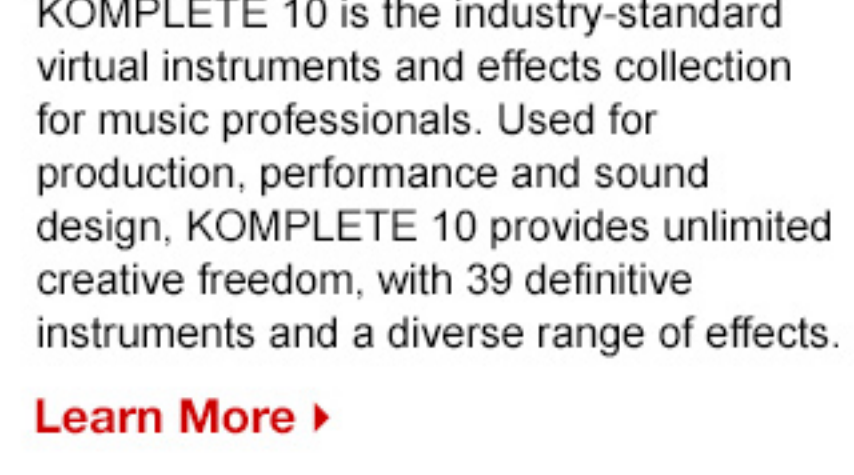 KOMPLETE 10 is the industry-standard
virtual instruments and effects collection
for music professionals. Used for
production, performance and sound
design, KOMPLETE 10 provides unlimited
creative freedom, with 39 definitive
instruments and a diverse range of effects.
Learn More